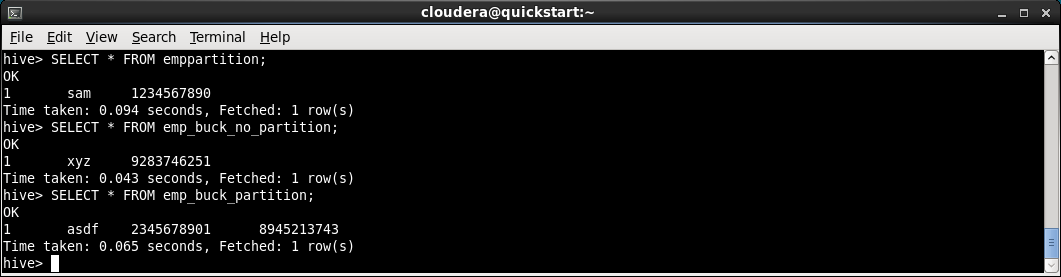 cloudera@quickstart:~
File Edit View Search Terminal Help
hive> SELECT * FROM emppartition;
OK
1 sam 1234567890
Time taken: 0.094 seconds, Fetched: 1 row(s)
hive> SELECT * FROM emp_buck_no_partition;
OK
1 xyz 9283746251
Time taken: 0.043 seconds, Fetched: 1 row(s)
hive> SELECT * FROM emp_buck_partition;
OK
1 asdf 2345678901 8945213743
Time taken: 0.065 seconds, Fetched: 1 row(s)
hive>